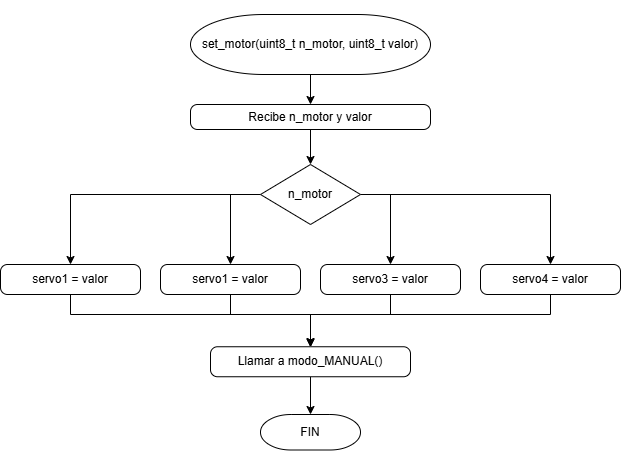 set_motor(uint8_t n_motor, uint8_t valor)
Recibe n_motor y valor
n_motor
servo1 = valor
servo1 = valor
servo3 = valor
servo4 = valor
Llamar a modo_MANUAL()
FIN